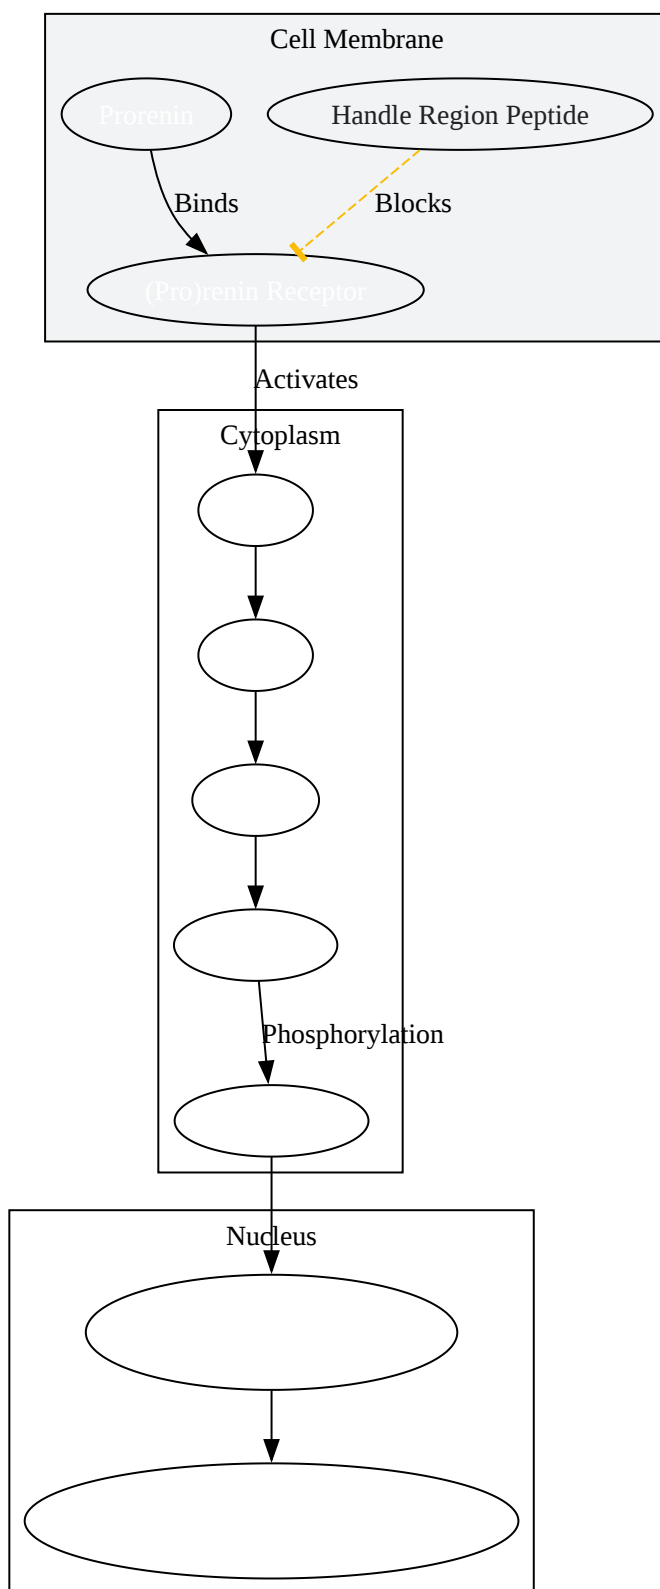 Cell Membrane
Prorenin
Handle Region Peptide
Binds
Blocks
(Pro)renin Receptor
Activates
Cytoplasm
Phosphorylation
Nucleus